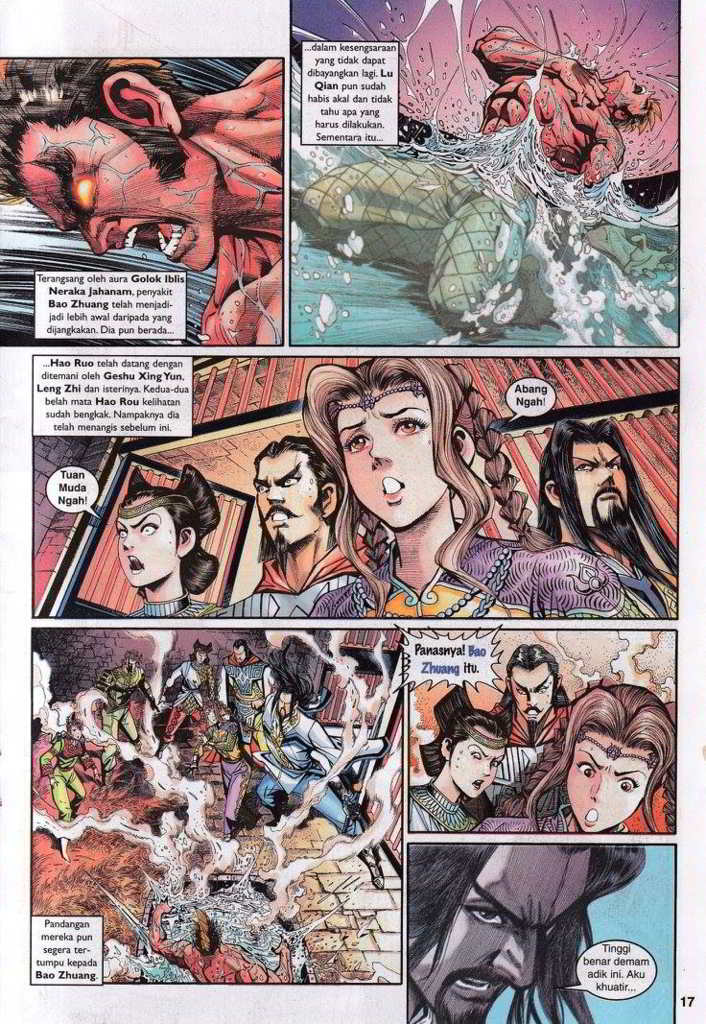 Terangsang oleh aura Golok Iblis
Neraka Jahanam, penyakit
Bao Zhuang telah menjadi-
jadi lebih awal daripada yang
dijangkakan. Dia pun berada...
...dalam kesengsaraan
yang tidak dapat
dibayangkan lagi. Lu
Qian pun sudah
habis akal dan tidak
tahu apa yang
harus dilakukan.
Sementara itu...
...Hao Ruo telah datang dengan
ditemani oleh Geshu Xing Yun,
Leng Zhi dan isterinya. Kedua-dua
belah mata Hao Rou kelihatan
sudah bengkak. Nampaknya dia
telah menangis sebelum ini.
Tuan
Muda
Ngah!
Abang
Ngah!
Pandangan
mereka pun
segera ter-
tumpu kepada
Bao Zhuang.
Panasnya! Bao
Zhuang itu.
Tinggi
benar demam
adik ini. Aku
khuatir...
17